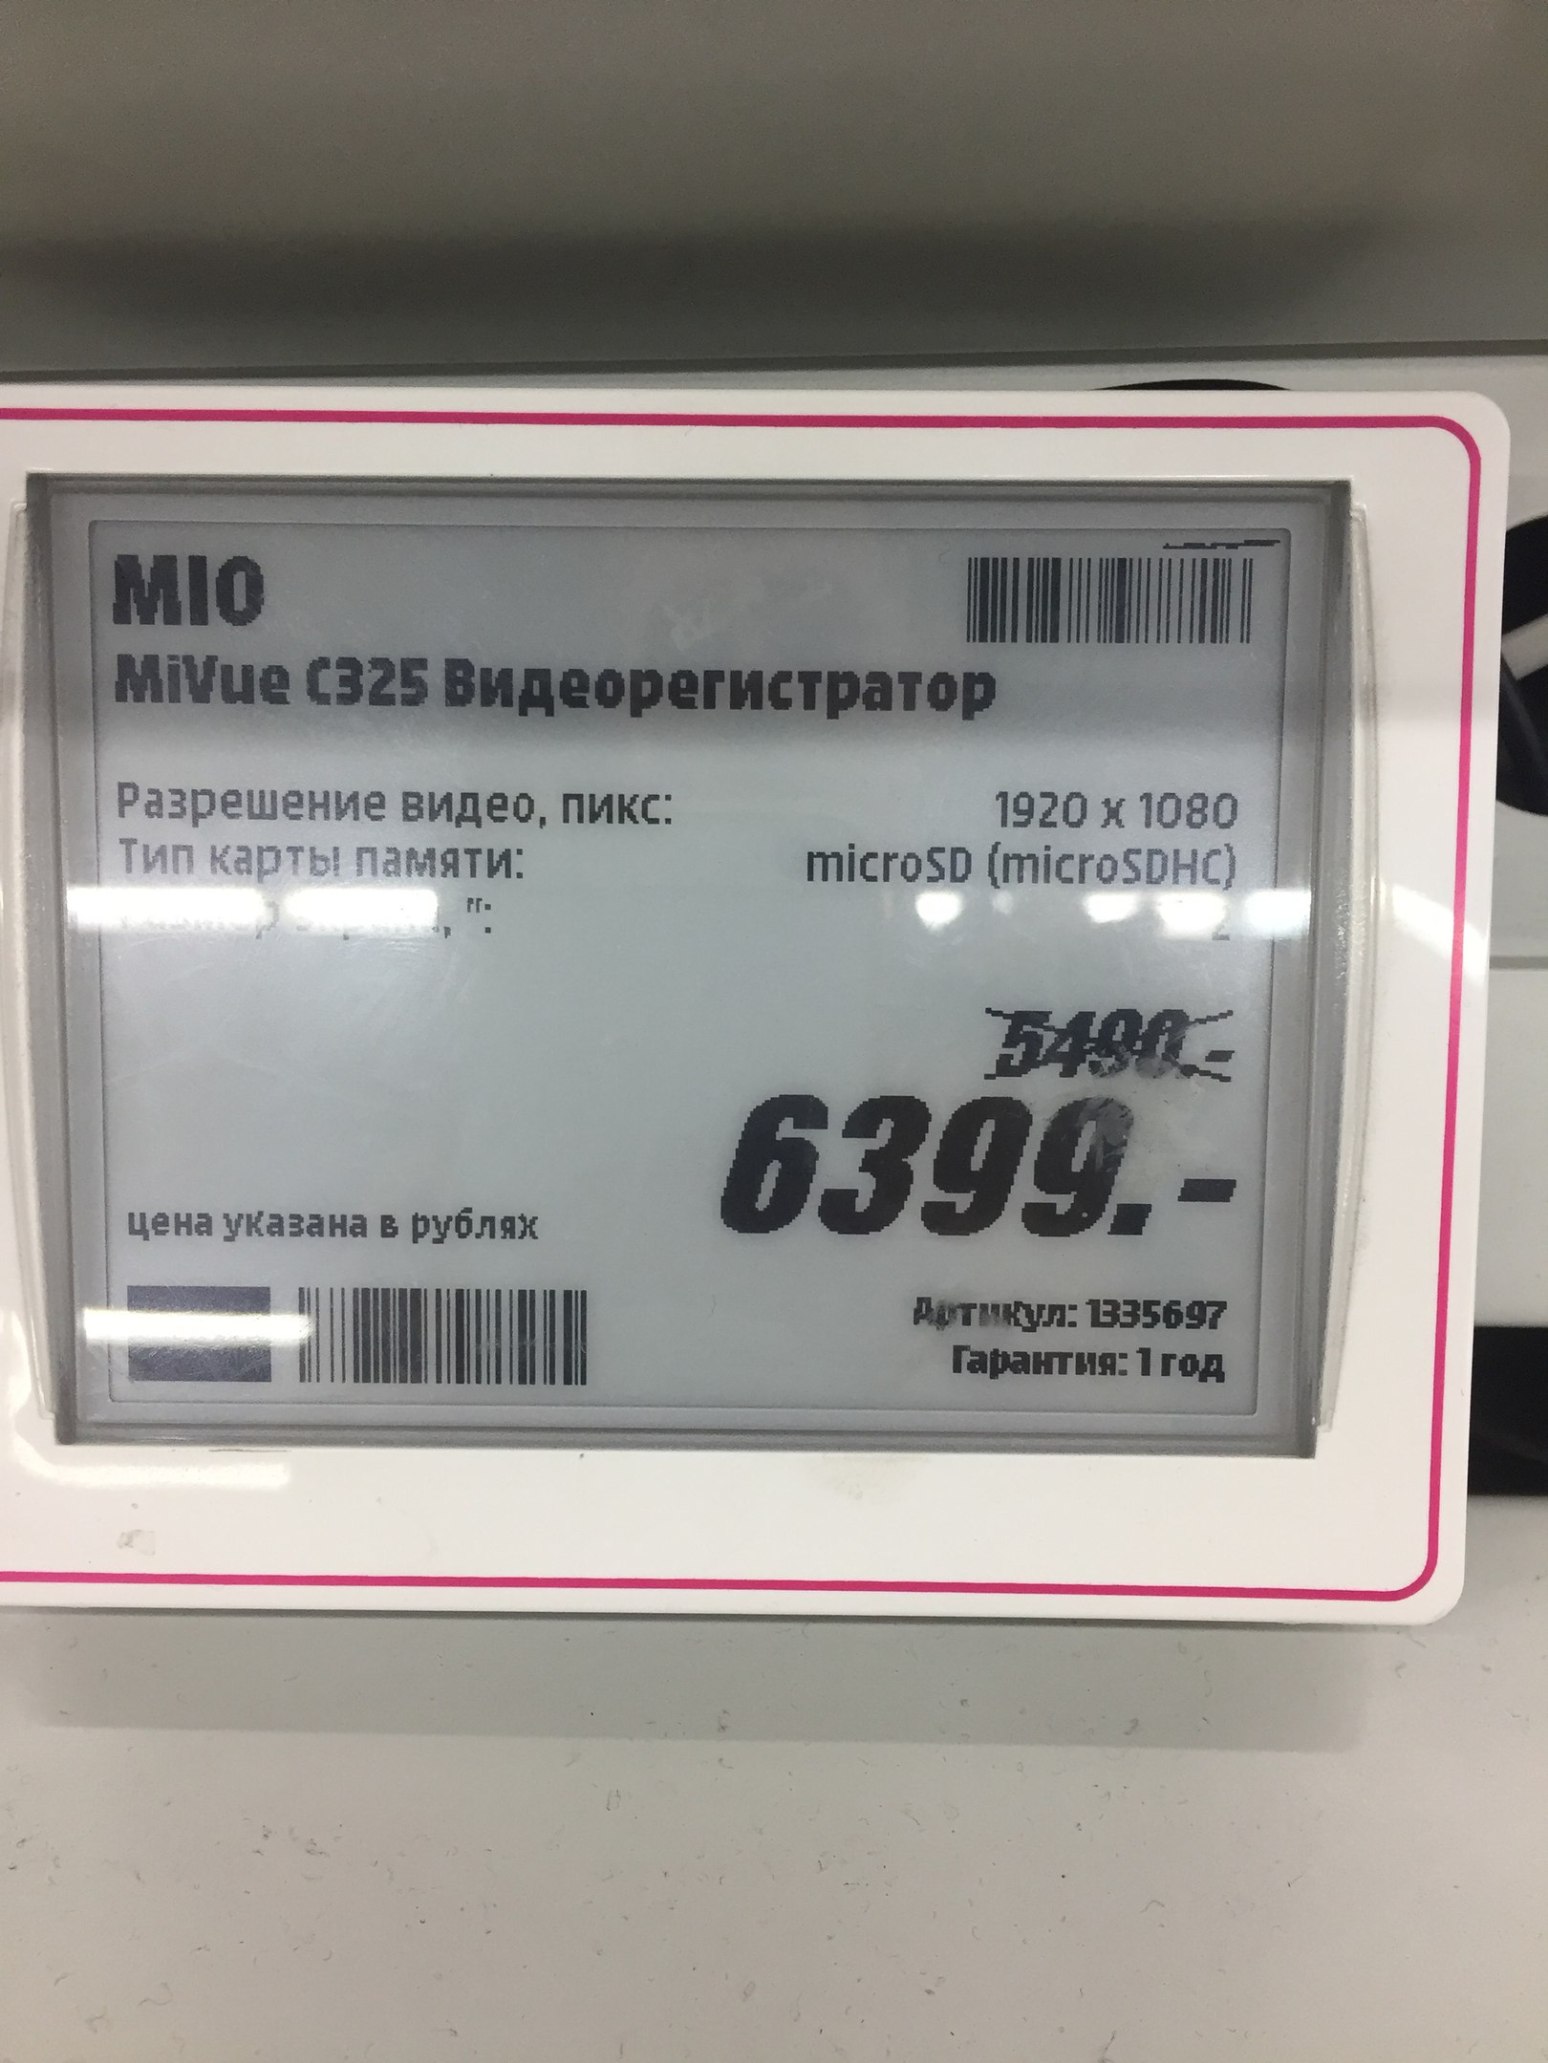 MIO
MiVue C325 Видеорегистратор
Разрешение видео, пикс: 1920 x 1080
Тип карты памяти: microSD (microSDHC)
": 2
5490.-
6399.-
цена указана в рублях
Артикул: 1335697
Гарантия: 1 год